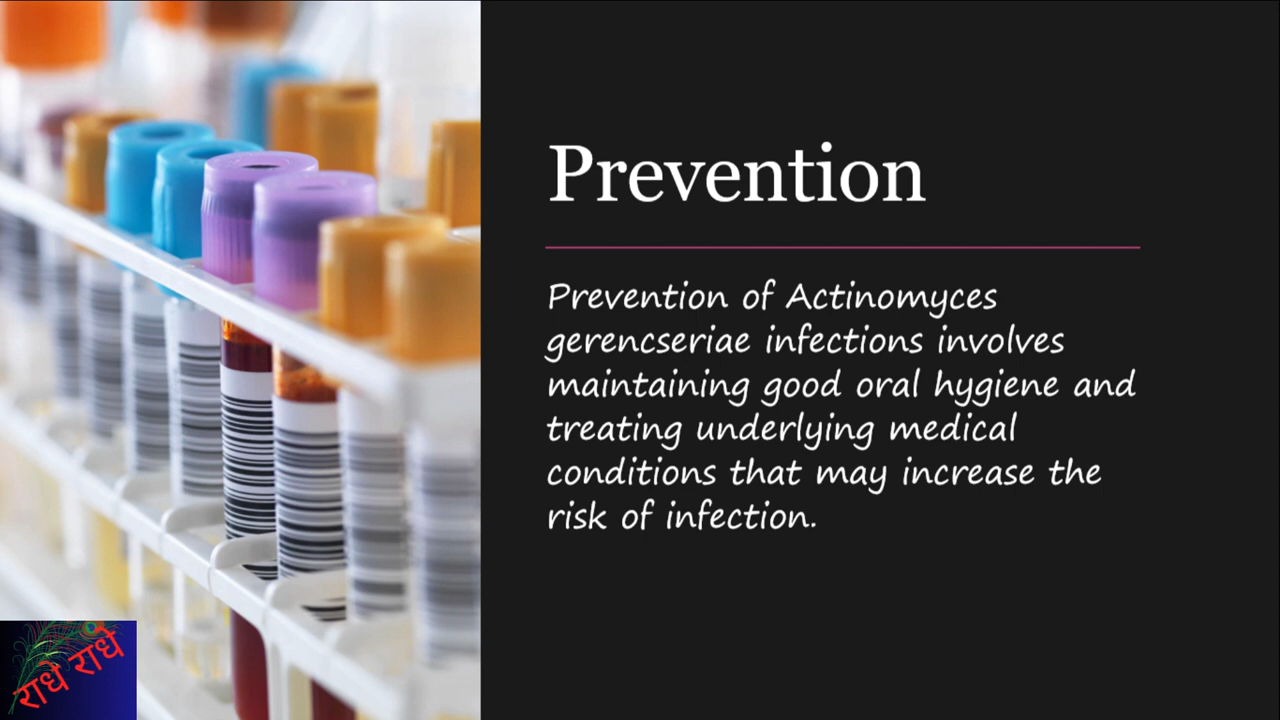 Prevention
Prevention of Actinomyces
gerencseriae infections involves
maintaining good oral hygiene and
treating underlying medical
conditions that may increase the
risk of infection.
राधे राधे